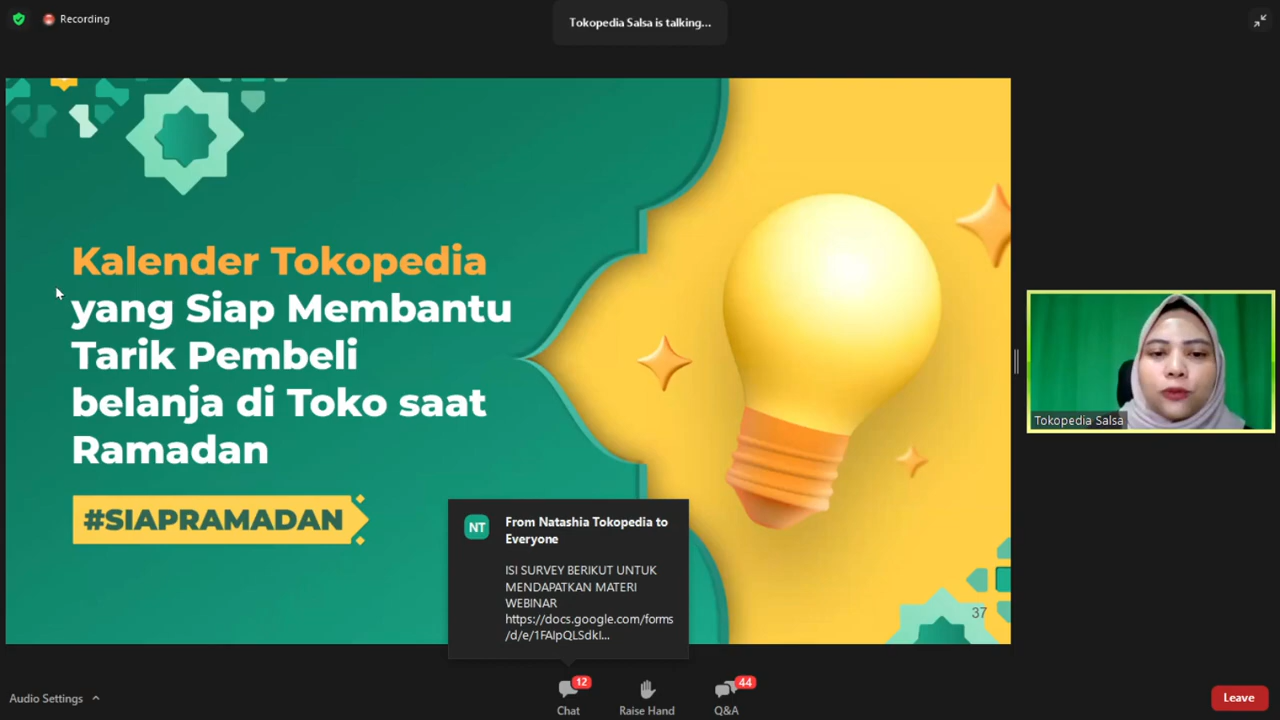 Recording
Tokopedia Salsa is talking...
Kalender Tokopedia
yang Siap Membantu
Tarik Pembeli
belanja di Toko saat
Ramadan
#SIAPRAMADAN
37
NT
From Natashia Tokopedia to
Everyone
ISI SURVEY BERIKUT UNTUK
MENDAPATKAN MATERI
WEBINAR
https://docs.google.com/forms
/d/e/1FAIpQLSdkI...
Tokopedia Salsa
Audio Settings
12
Chat
Raise Hand
44
Q&A
Leave